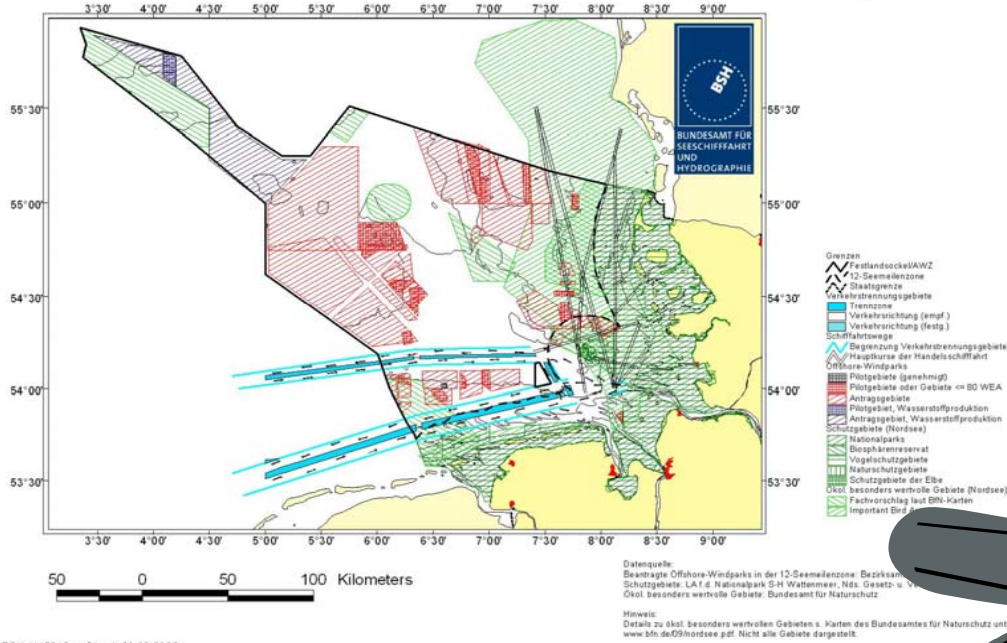 3°30' 4°00' 4°30' 5°00' 5°30' 6°00' 6°30' 7°00' 7°30' 8°00' 8°30' 9°00'
BSH
BUNDESAMT FÜR
SEESCHIFFFAHRT
UND
HYDROGRAPHIE
55°30' 55°30'
55°00' 55°00'
54°30' 54°30'
54°00' 54°00'
53°30' 53°30'
3°30' 4°00' 4°30' 5°00' 5°30' 6°00' 6°30' 7°00' 7°30' 8°00' 8°30' 9°00'
Grenzen
Festlandsockel/AWZ
12-Seemeilenzone
Staatsgrenze
Verkehrstrennungsgebiete
Trennzone
Verkehrsrichtung (empf.)
Verkehrsrichtung (festg.)
Schifffahrtswege
Begrenzung Verkehrstrennungsgebiete
Hauptkurse der Handelsschifffahrt
Offshore-Windparks
Pilotgebiete (genehmigt)
Pilotgebiete oder Gebiete <= 80 WEA
Antragsgebiete
Pilotgebiet, Wasserstoffproduktion
Antragsgebiet, Wasserstoffproduktion
Schutzgebiete (Nordsee)
Nationalparks
Biosphärenreservat
Vogelschutzgebiete
Naturschutzgebiete
Schutzgebiete der Elbe
Ökol. besonders wertvolle Gebiete (Nordsee)
Fachvorschlag laut BfN-Karten
Important Bird
50 0 50 100 Kilometers
Datenquelle:
Beantragte Offshore-Windparks in der 12-Seemeilenzone:
Schutzgebiete: LA f.d. Nationalpark S-H Wattenmeer, Nds. Gesetz- u.
Ökol. besonders wertvolle Gebiete: Bundesamt für Naturschutz
Hinweis:
Details zu ökol. besonders wertvollen Gebieten s. Karten des Bundesamtes für Naturschutz
www.bfn.de/09/nordsee.pdf. Nicht alle Gebiete dargestellt.